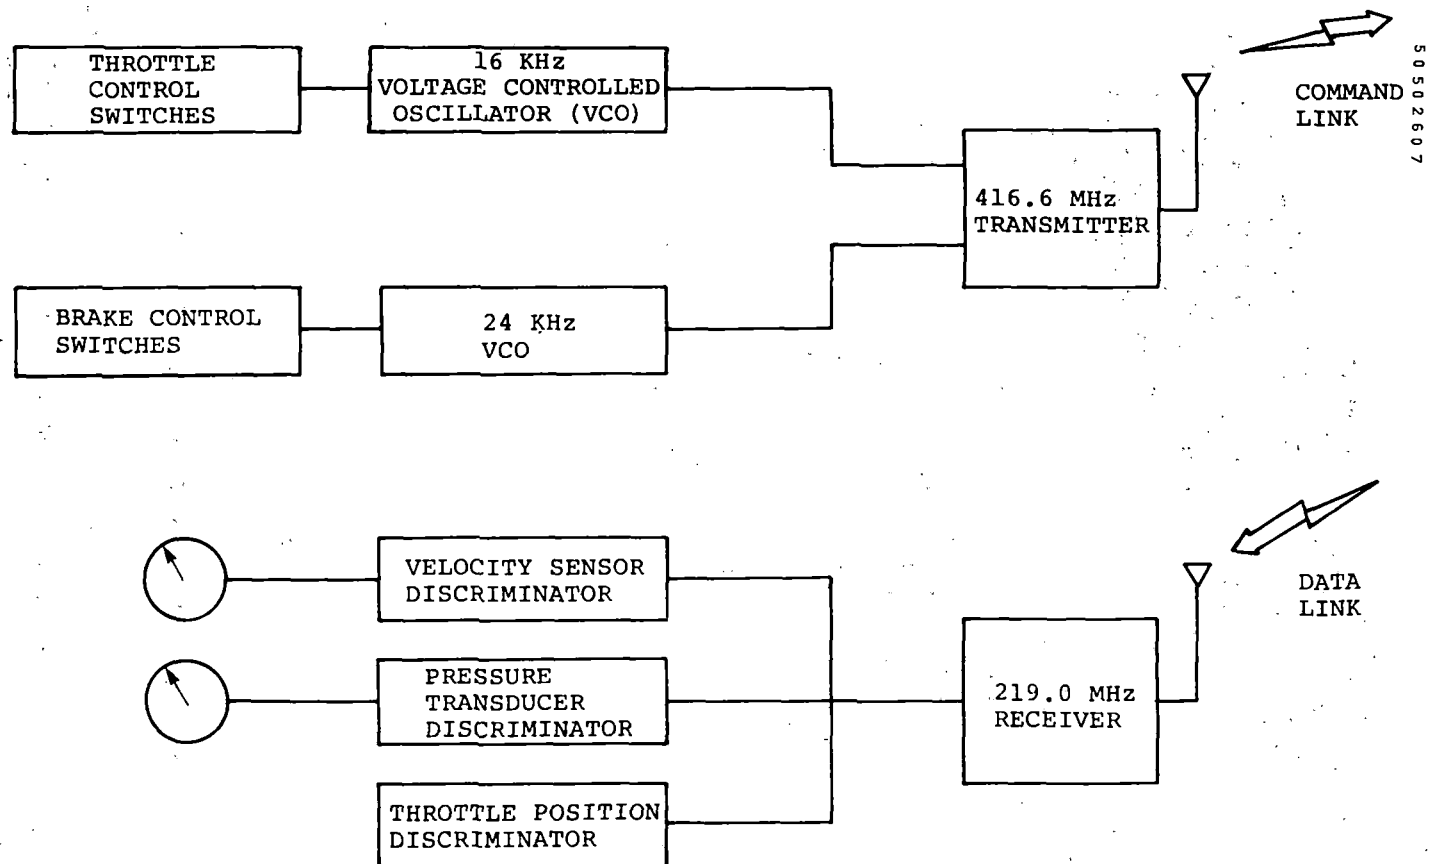 THROTTLE
CONTROL
SWITCHES
16 KHz
VOLTAGE CONTROLLED
OSCILLATOR (VCO)
COMMAND
LINK
50502607
416.6 MHz
TRANSMITTER
BRAKE CONTROL
SWITCHES
24 KHz
VCO
VELOCITY SENSOR
DISCRIMINATOR
DATA
LINK
PRESSURE
TRANSDUCER
DISCRIMINATOR
219.0 MHz
RECEIVER
THROTTLE POSITION
DISCRIMINATOR